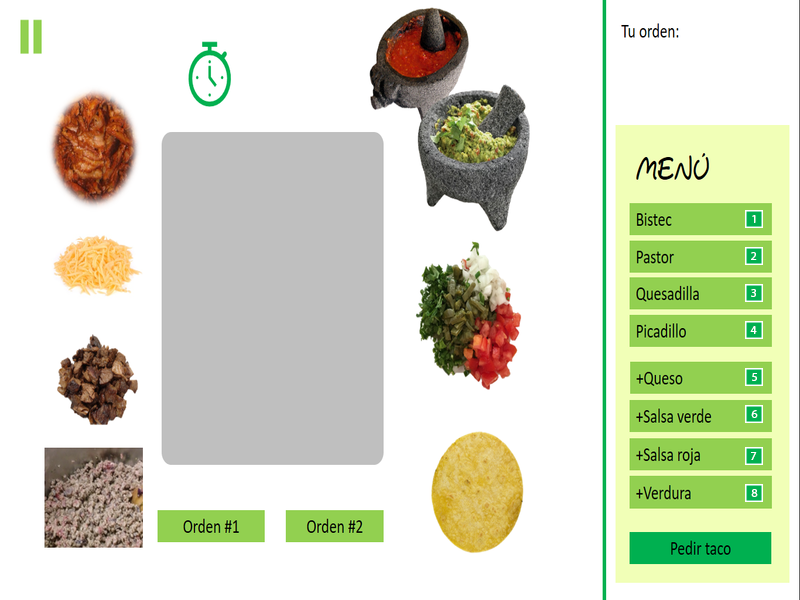 Tu orden:
MENÚ
Bistec 1
Pastor 2
Quesadilla 3
Picadillo 4
+Queso 5
+Salsa verde 6
+Salsa roja 7
+Verdura 8
Pedir taco
Orden #1
Orden #2